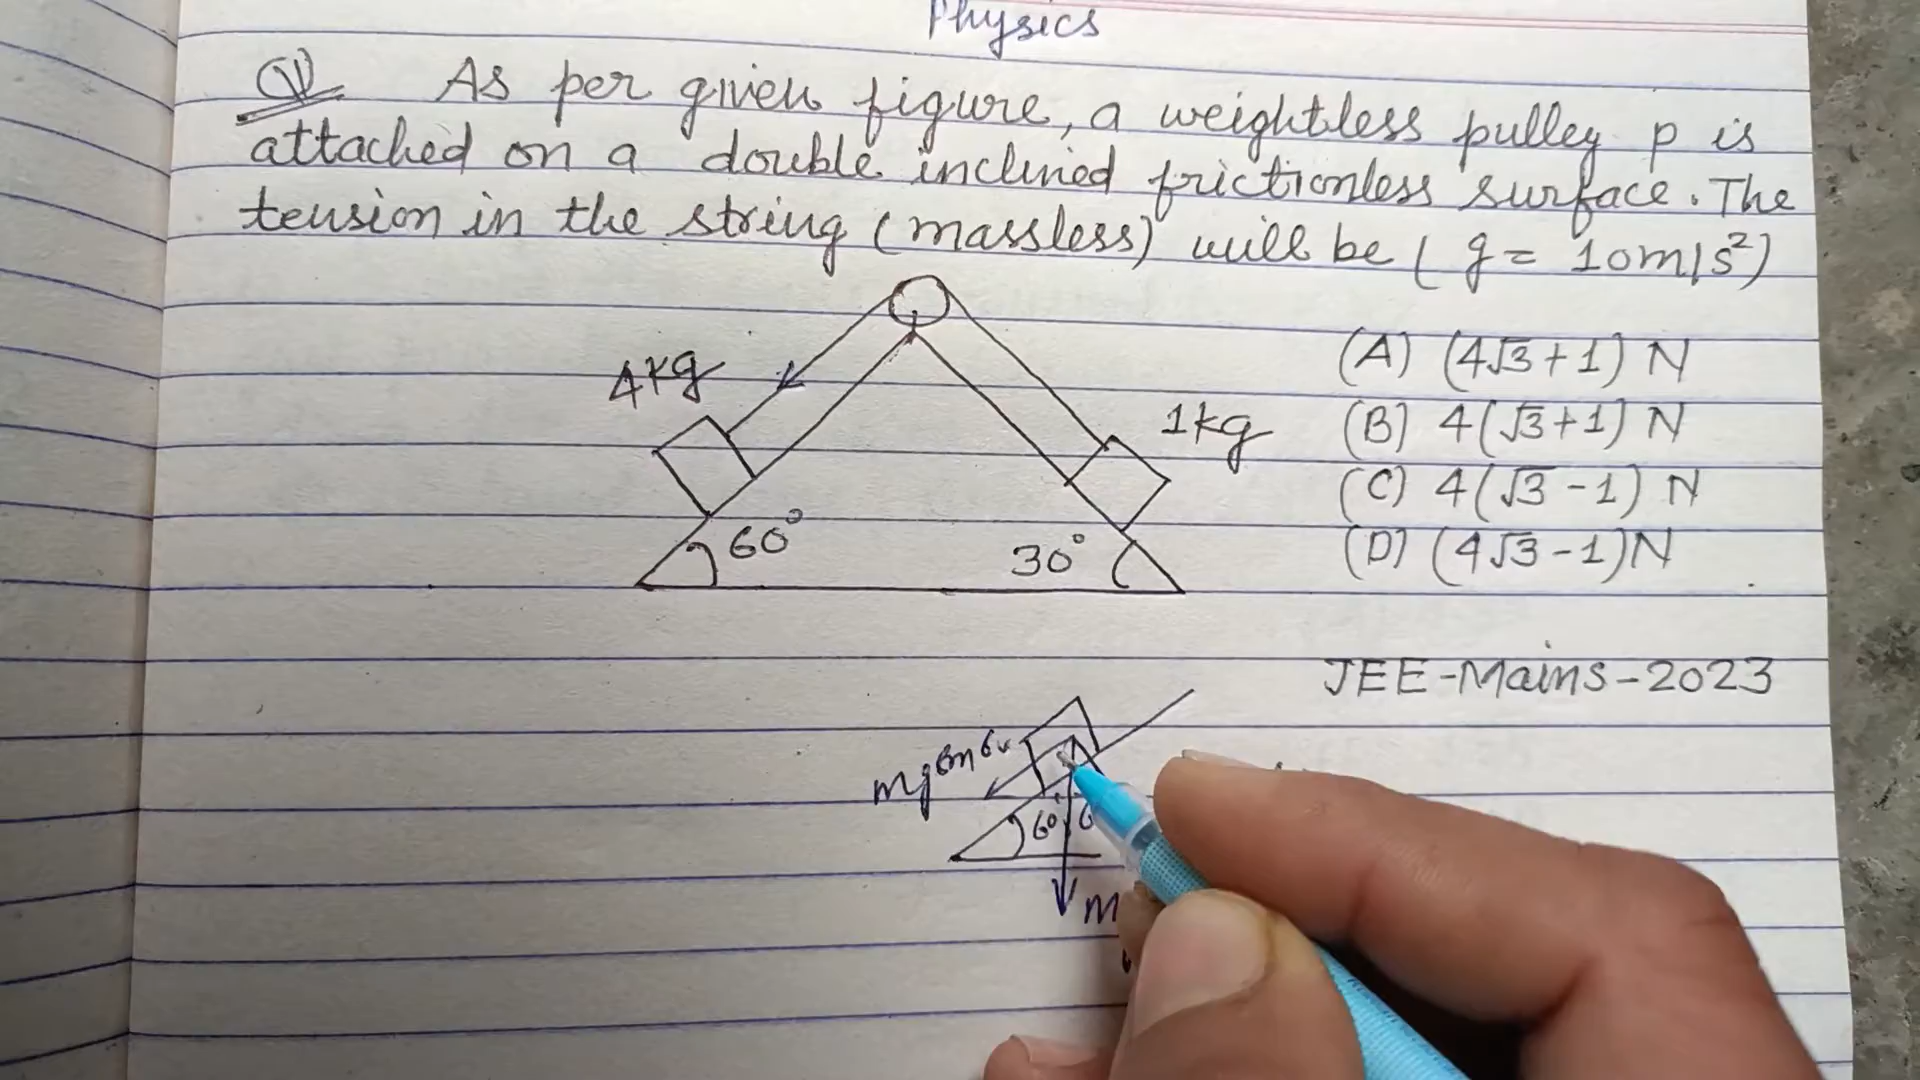 Physics
Q1 As per given figure, a weightless pulley p is
attached on a double inclined frictionless surface. The
tension in the string (massless) will be ( g = 10m/s²)
4kg
1kg
60°
30°
(A) (4√3+1) N
(B) 4(√3+1) N
(C) 4(√3-1) N
(D) (4√3-1)N
JEE-Mains-2023
mg sin
60
m